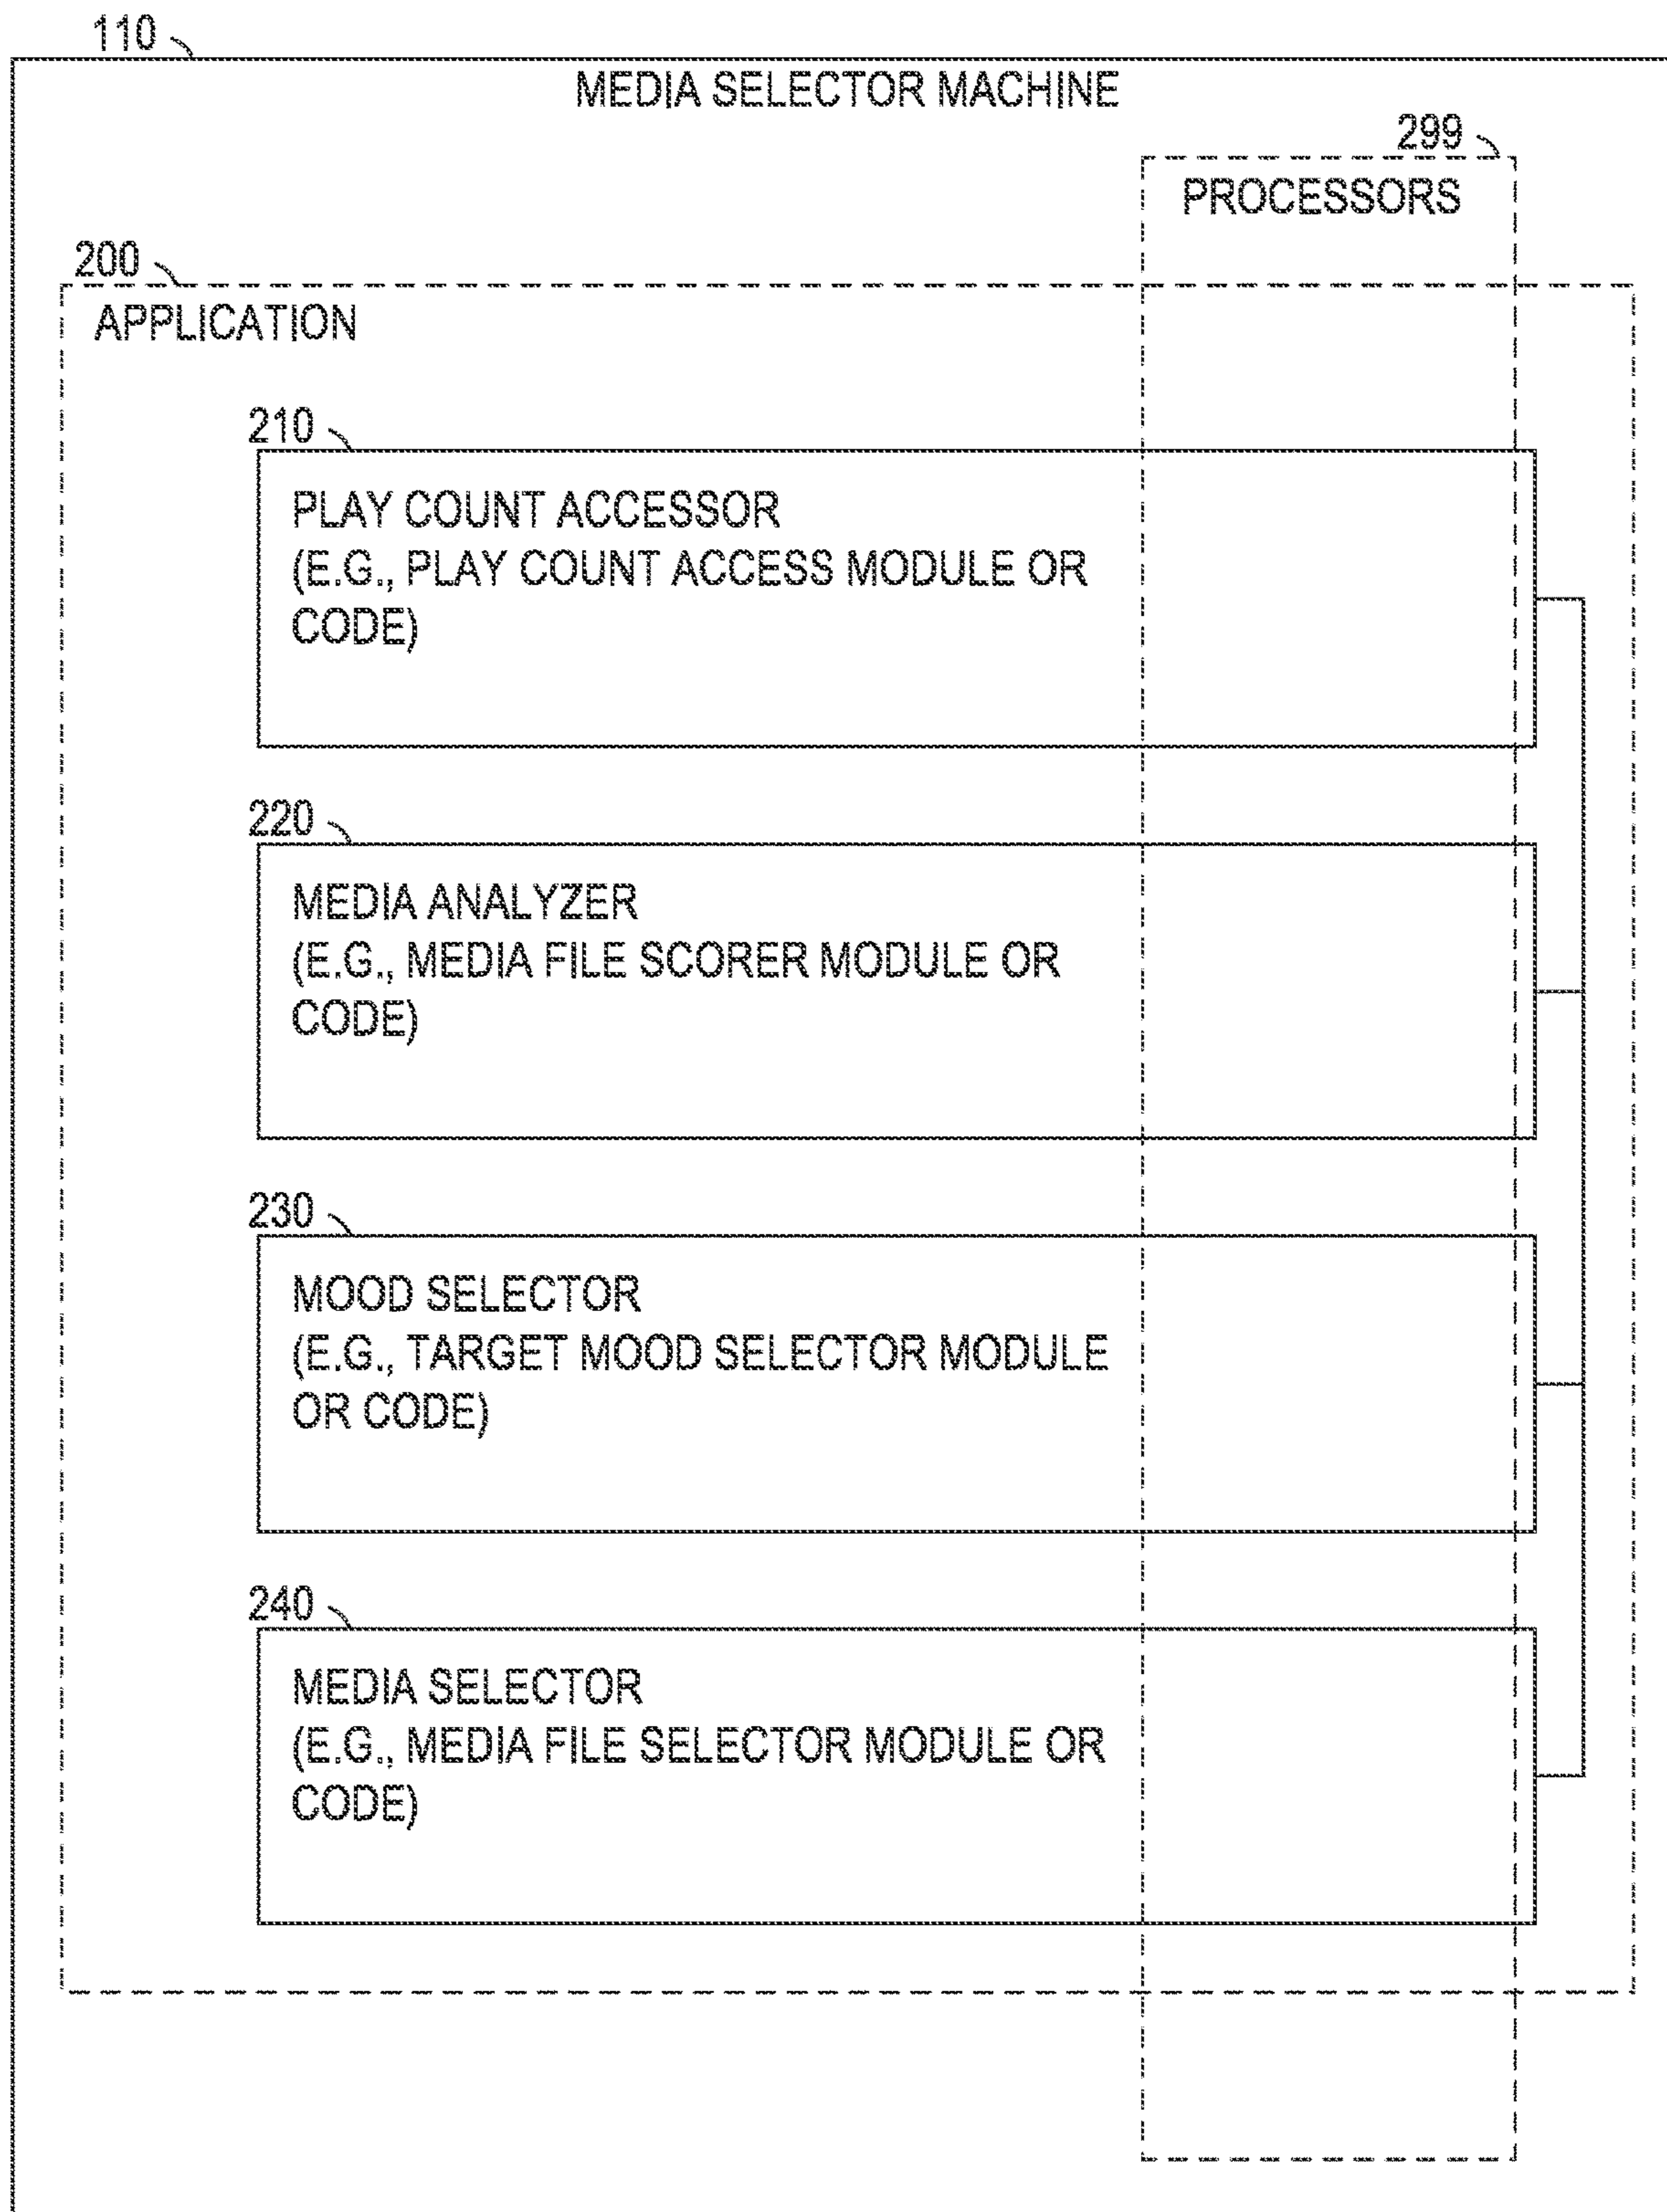 110
MEDIA SELECTOR MACHINE
299
PROCESSORS
200
APPLICATION
210
PLAY COUNT ACCESSOR
(E.G., PLAY COUNT ACCESS MODULE OR
CODE)
220
MEDIA ANALYZER
(E.G., MEDIA FILE SCORER MODULE OR
CODE)
230
MOOD SELECTOR
(E.G., TARGET MOOD SELECTOR MODULE
OR CODE)
240
MEDIA SELECTOR
(E.G., MEDIA FILE SELECTOR MODULE OR
CODE)